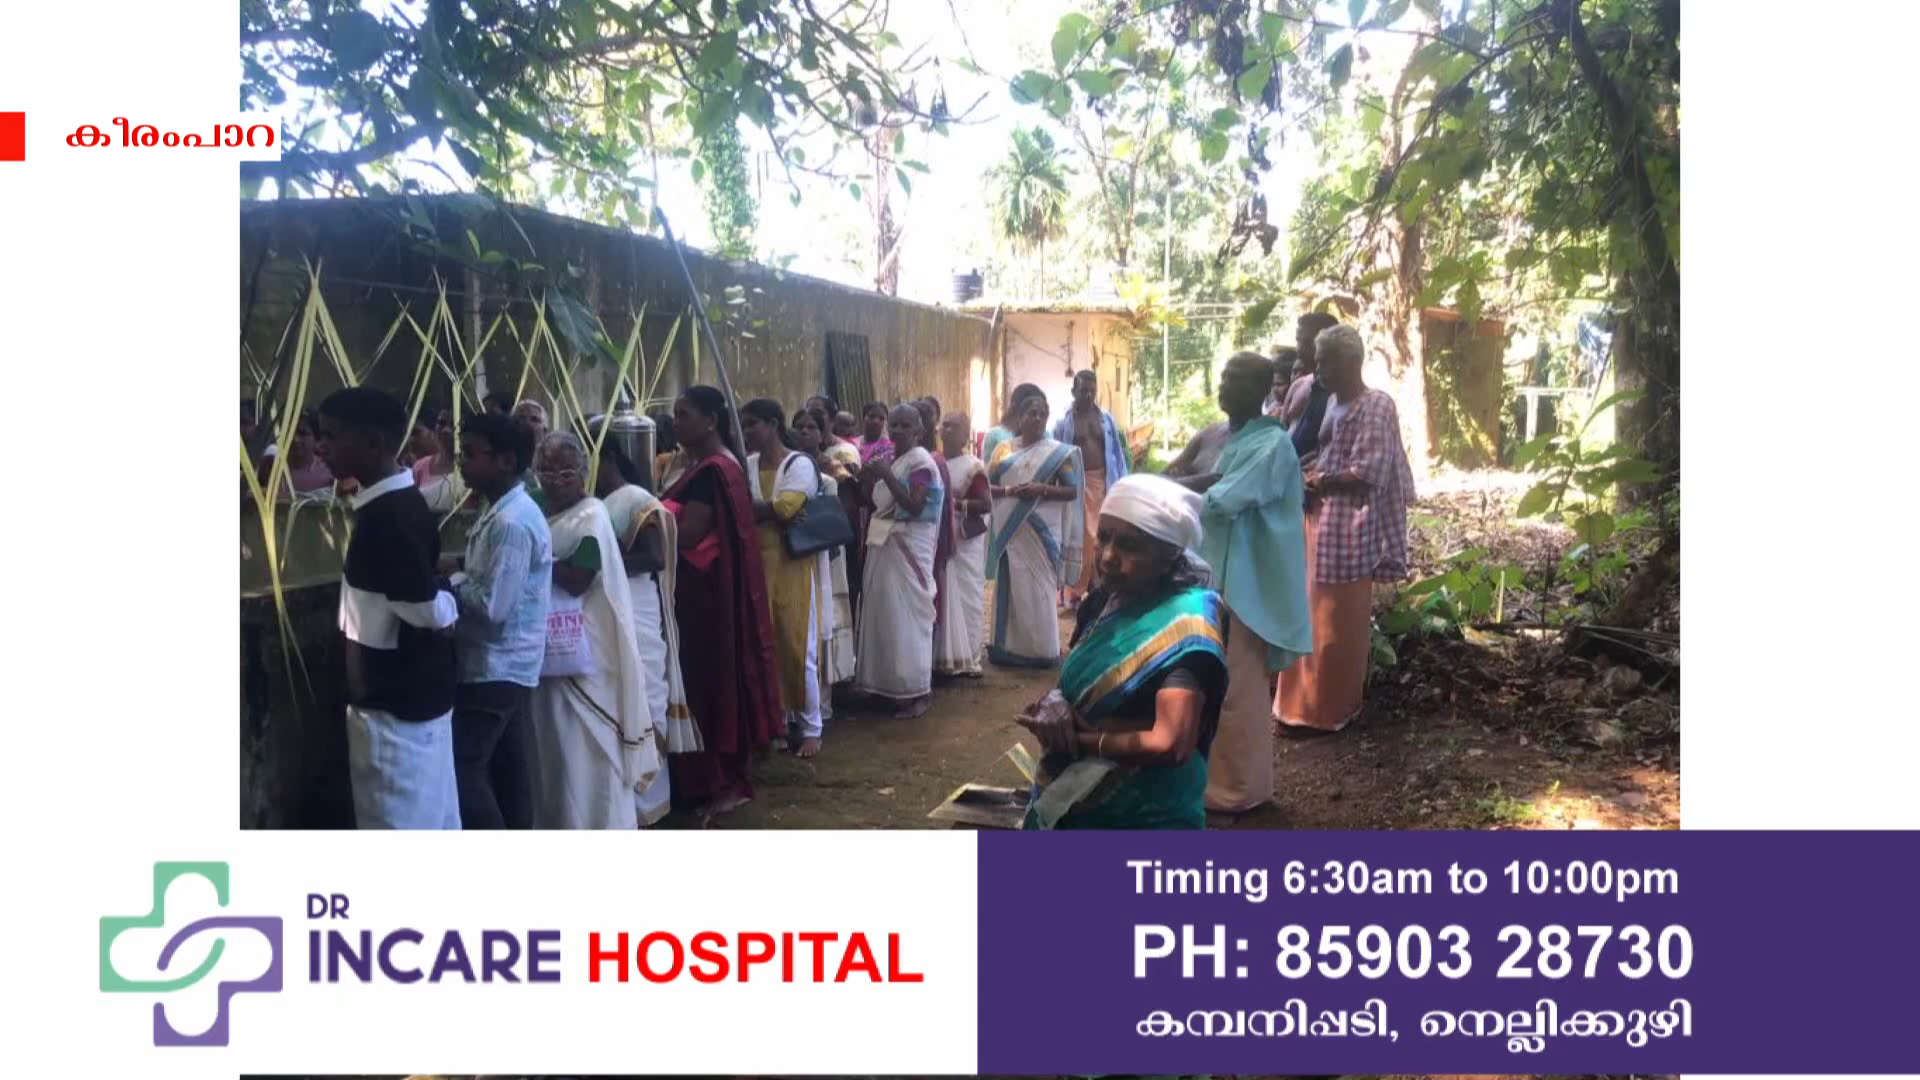 കീരംപാറ
DR
INCARE HOSPITAL
Timing 6:30am to 10:00pm
PH: 85903 28730
കമ്പനിപ്പടി, നെല്ലിക്കുഴി